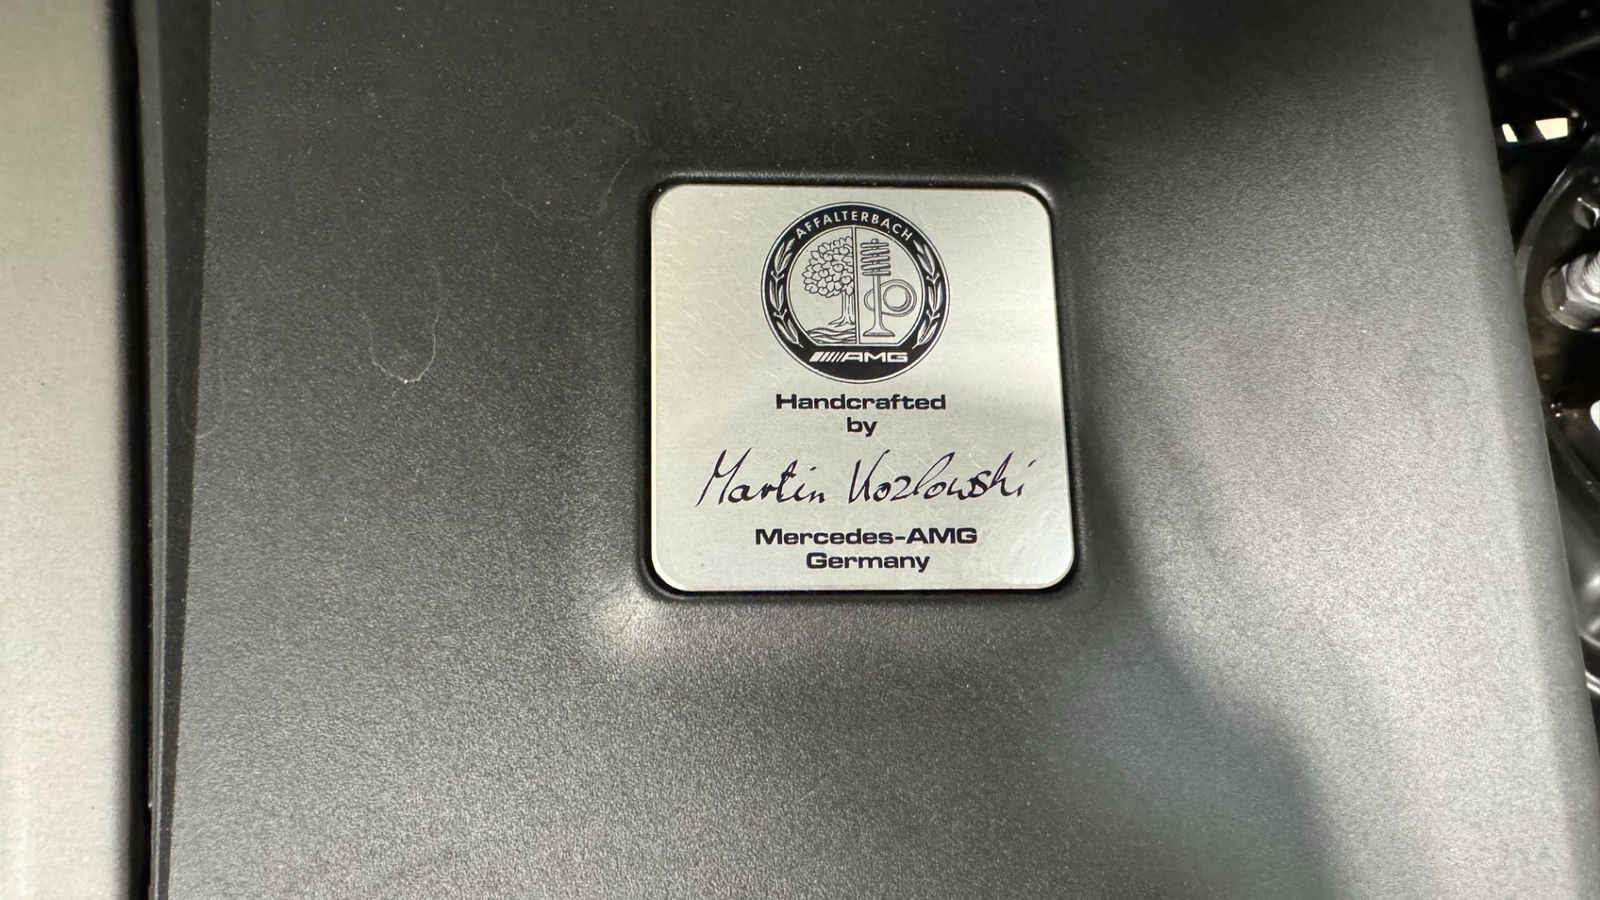 AFFALTERBACH
AMG
Handcrafted
by
Martin Kozlowski
Mercedes-AMG
Germany